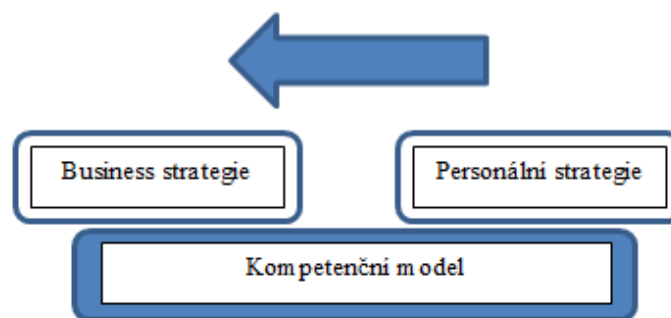 Business strategie
Personální strategie
Kompetenční model